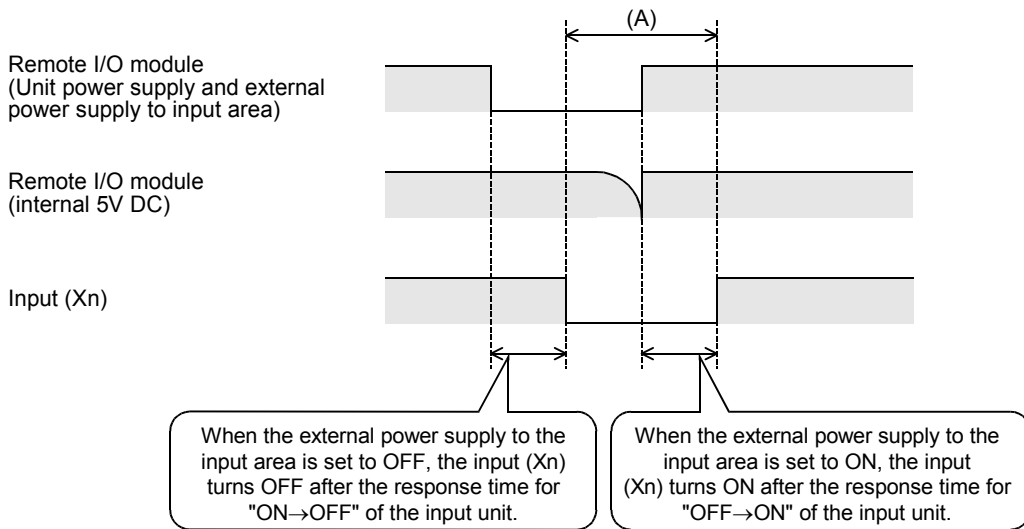 (A)
Remote I/O module
(Unit power supply and external
power supply to input area)
Remote I/O module
(internal 5V DC)
Input (Xn)
When the external power supply to the
input area is set to OFF, the input (Xn)
turns OFF after the response time for
"ON→OFF" of the input unit.
When the external power supply to the
input area is set to ON, the input
(Xn) turns ON after the response time for
"OFF→ON" of the input unit.